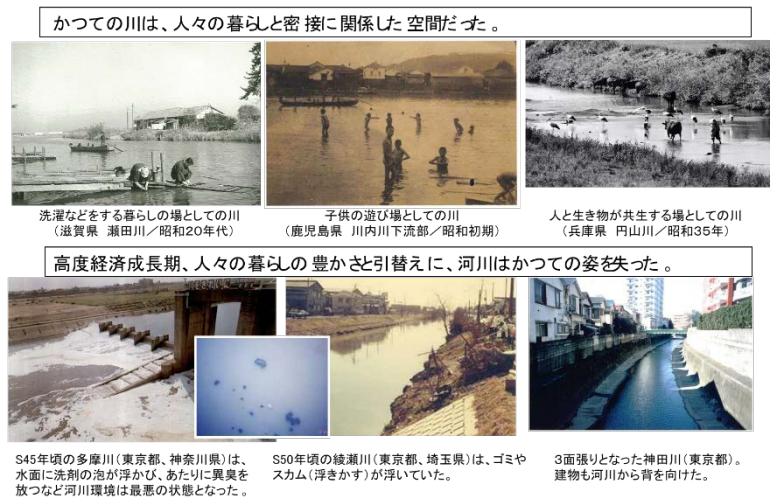 かつての川は、人々の暮らしと密接に関係した空間だった。
洗濯などをする暮らしの場としての川
（滋賀県　瀬田川／昭和20年代）
子供の遊び場としての川
（鹿児島県　川内川下流部／昭和初期）
人と生き物が共生する場としての川
（兵庫県　円山川／昭和35年）
高度経済成長期、人々の暮らしの豊かさと引替えに、河川はかつての姿を失った。
S45年頃の多摩川（東京都、神奈川県）は、
水面に洗剤の泡が浮かび、あたりに異臭を
放つなど河川環境は最悪の状態となった。
S50年頃の綾瀬川（東京都、埼玉県）は、ゴミや
スカム（浮きかす）が浮いていた。
3面張りとなった神田川（東京都）。
建物も河川から背を向けた。